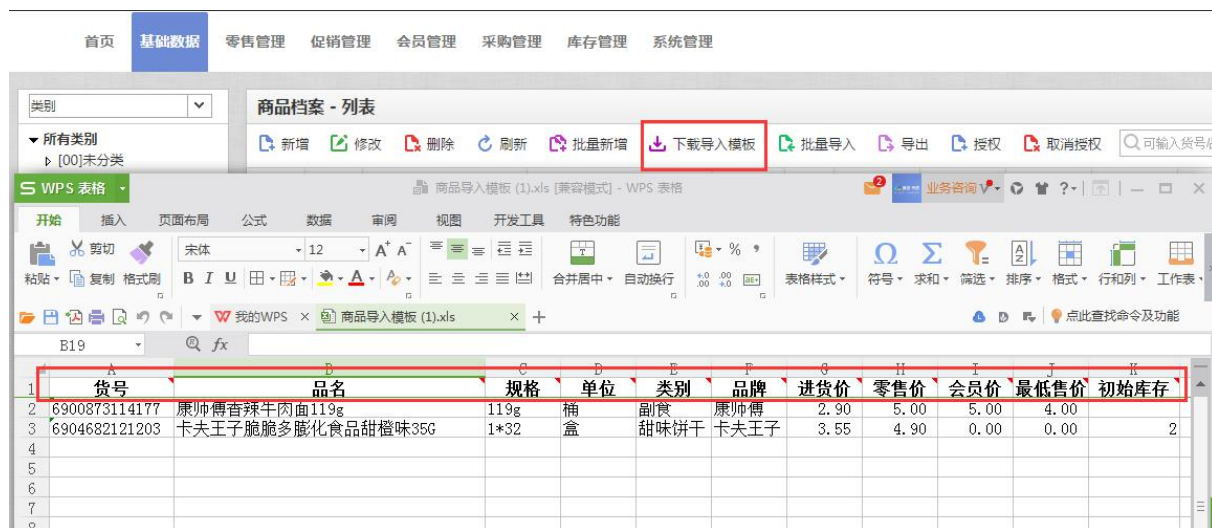 首页 基础数据 零售管理 促销管理 会员管理 采购管理 库存管理 系统管理
类别
商品档案 - 列表
所有类别
[00]未分类
新增 修改 删除 刷新 批量新增 下载导入模板 批量导入 导出 授权 取消授权 可输入货号
S WPS 表格 商品导入模板 (1).xls [兼容模式] - WPS 表格 2 业务咨询 ?
开始 插入 页面布局 公式 数据 审阅 视图 开发工具 特色功能
剪切 宋体 12 A+ A-
粘贴 复制 格式刷 B I U A 合并居中 自动换行 % 表格样式 符号 求和 筛选 排序 格式 行和列 工作表
我的WPS × 商品导入模板 (1).xls × + 点此查找命令及功能
B19 fx
A B C D E F G H I J K
1 货号 品名 规格 单位 类别 品牌 进货价 零售价 会员价 最低售价 初始库存
2 6900873114177 康帅傅香辣牛肉面119g 119g 桶 副食 康帅傅 2.90 5.00 5.00 4.00
3 6904682121203 卡夫王子脆脆多膨化食品甜橙味35G 1*32 盒 甜味饼干 卡夫王子 3.55 4.90 0.00 0.00 2
4
5
6
7